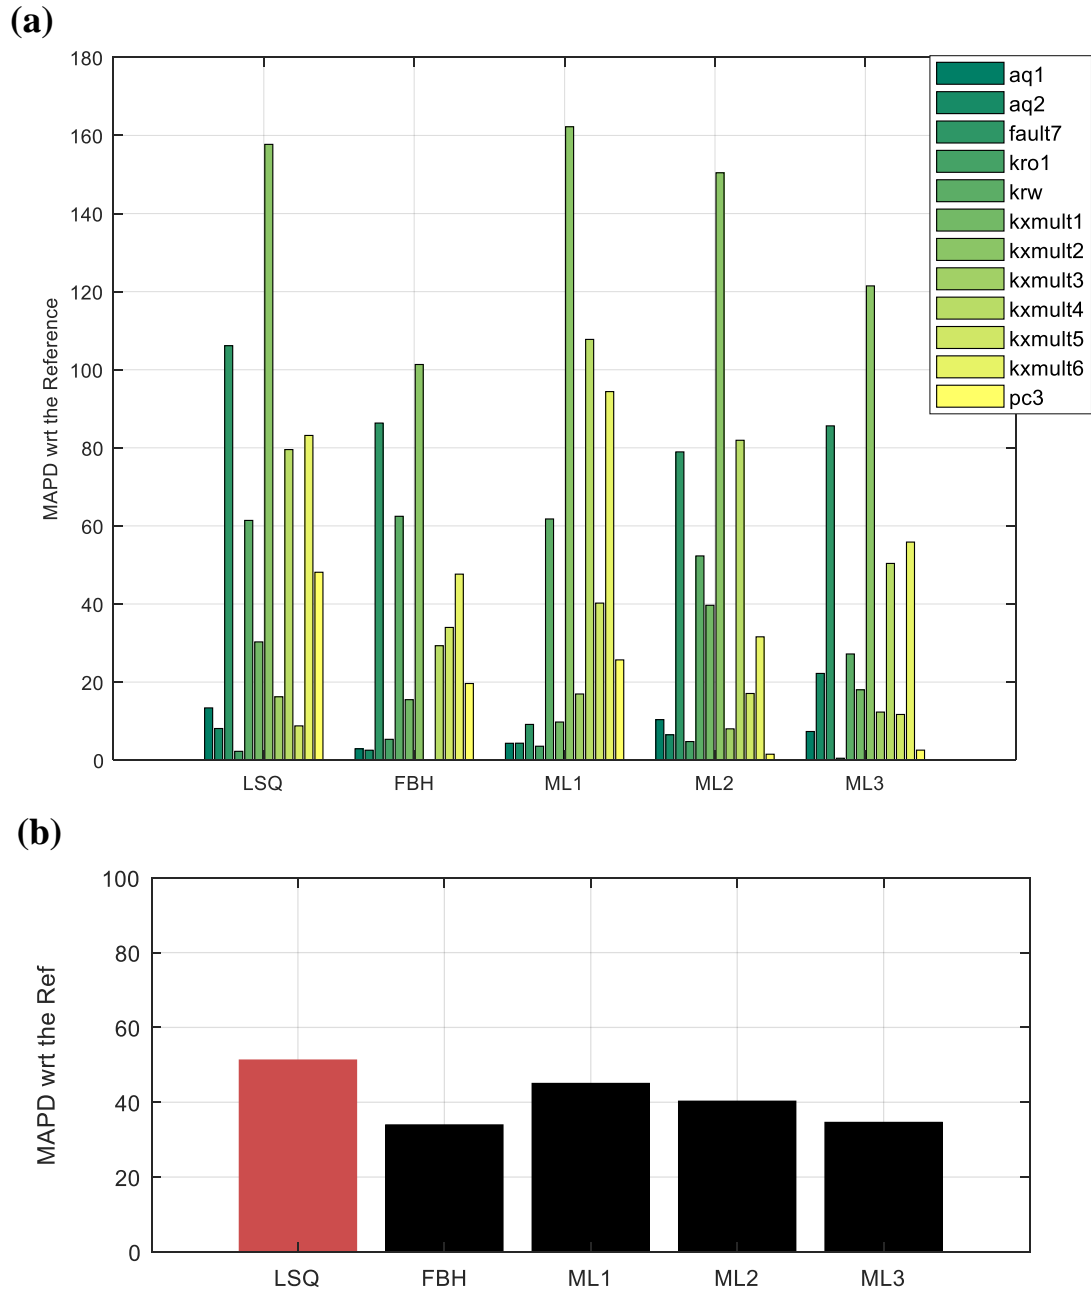 (a)
180
160
140
120
100
80
60
40
20
0
MAPD wrt the Reference
LSQ
FBH
ML1
ML2
ML3
aq1
aq2
fault7
kro1
krw
kxmult1
kxmult2
kxmult3
kxmult4
kxmult5
kxmult6
pc3
(b)
100
80
60
40
20
0
MAPD wrt the Ref
LSQ
FBH
ML1
ML2
ML3